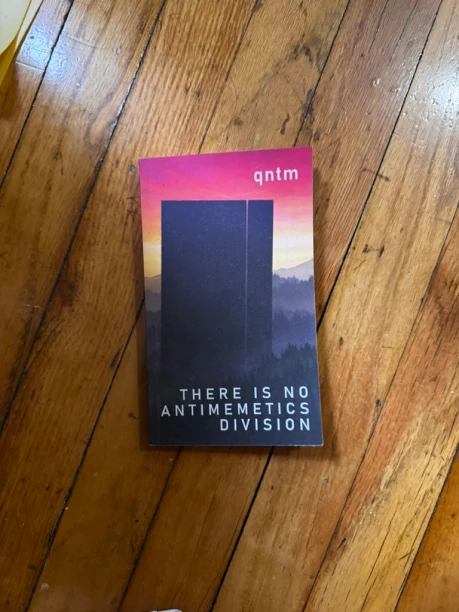 qntm
THERE IS NO
ANTIMEMETICS
DIVISION